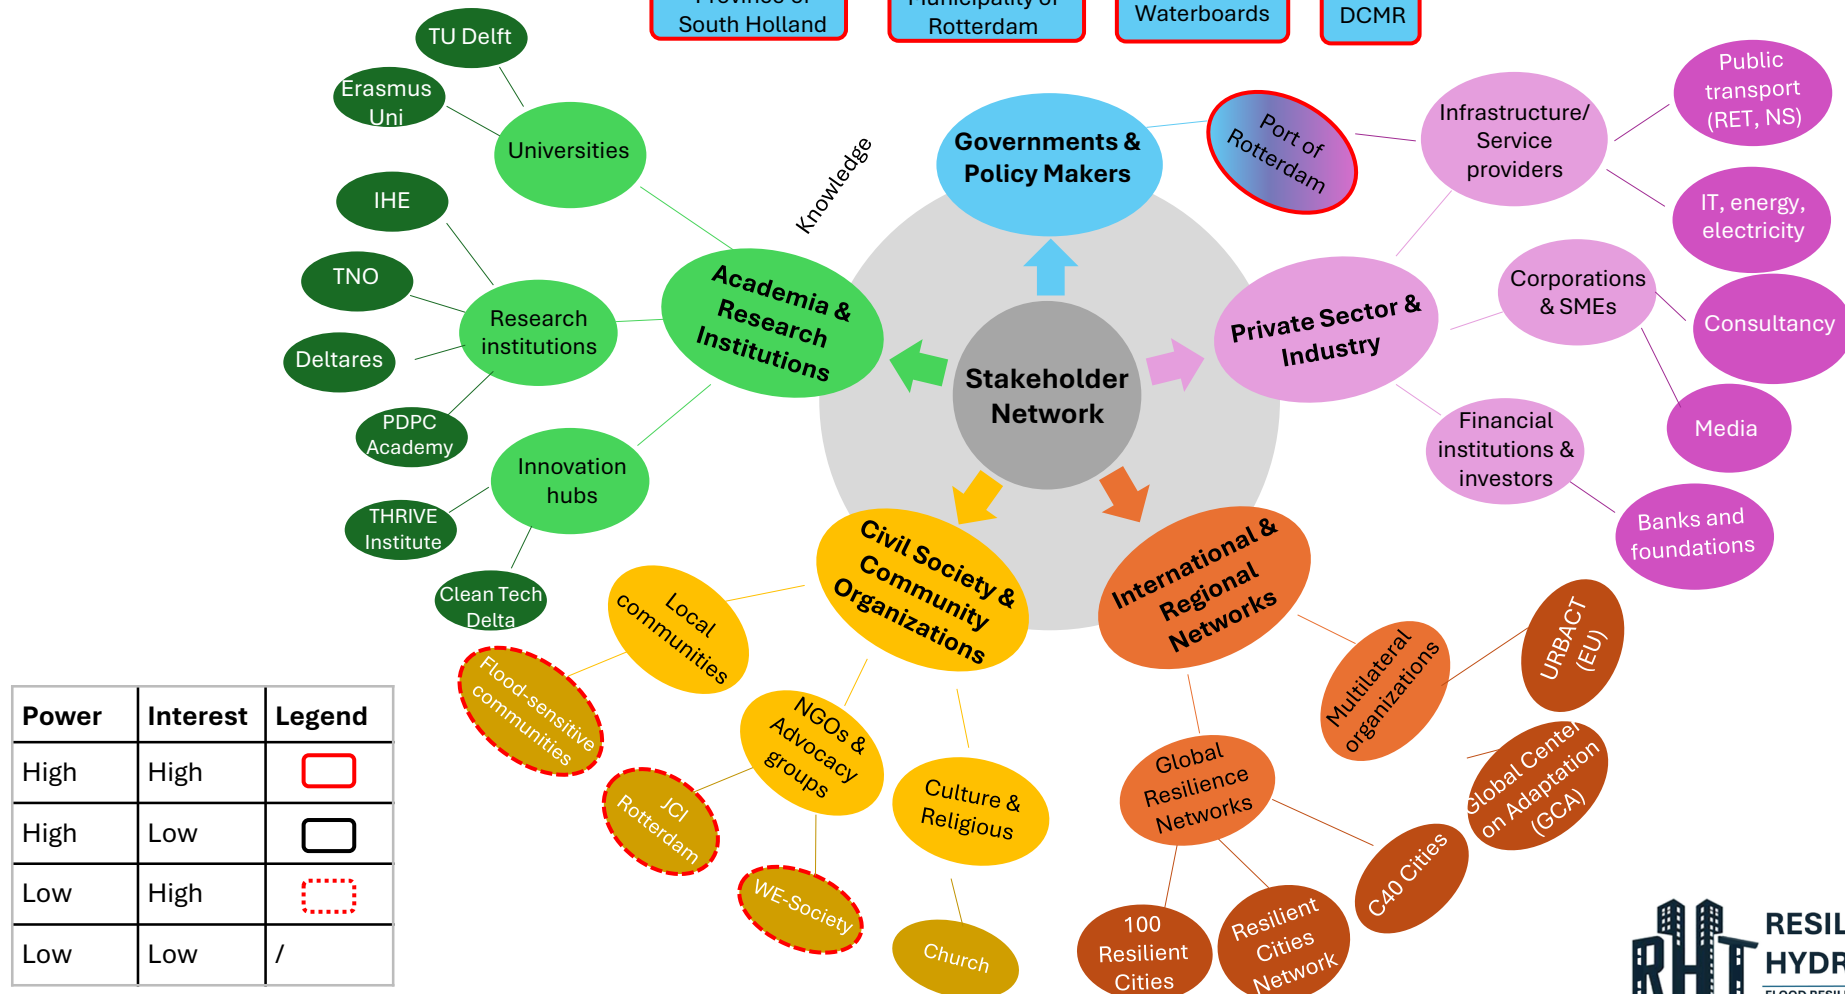 Province of
South Holland
Municipality of
Rotterdam
Waterboards
DCMR
TU Delft
Erasmus
Uni
Universities
IHE
TNO
Deltares
PDPC
Academy
Research
institutions
THRIVE
Institute
Clean Tech
Delta
Innovation
hubs
Knowledge
Academia &
Research
Institutions
Governments &
Policy Makers
Port of
Rotterdam
Infrastructure/
Service
providers
Public
transport
(RET, NS)
IT, energy,
electricity
Corporations
& SMEs
Consultancy
Media
Private Sector &
Industry
Financial
institutions &
investors
Banks and
foundations
Stakeholder
Network
Civil Society &
Community
Organizations
Local
communities
Flood-sensitive
communities
NGOs &
Advocacy
groups
JCI
Rotterdam
WE-Society
Culture &
Religious
Church
International &
Regional
Networks
Multilateral
organizations
URBACT
(EU)
Global Center
on Adaptation
(GCA)
Global
Resilience
Networks
C40 Cities
100
Resilient
Cities
Resilient
Cities
Network
Power Interest Legend
High High
High Low
Low High
Low Low /
RHT
RESIL
HYDR